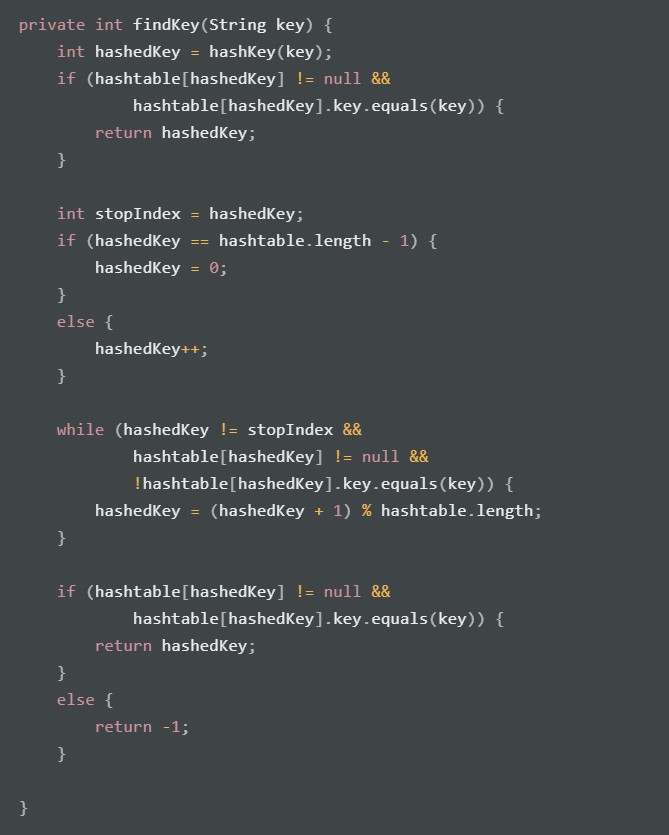 private int findKey(String key) {
    int hashedKey = hashKey(key);
    if (hashtable[hashedKey] != null &&
            hashtable[hashedKey].key.equals(key)) {
        return hashedKey;
    }

    int stopIndex = hashedKey;
    if (hashedKey == hashtable.length - 1) {
        hashedKey = 0;
    }
    else {
        hashedKey++;
    }

    while (hashedKey != stopIndex &&
            hashtable[hashedKey] != null &&
            !hashtable[hashedKey].key.equals(key)) {
        hashedKey = (hashedKey + 1) % hashtable.length;
    }

    if (hashtable[hashedKey] != null &&
            hashtable[hashedKey].key.equals(key)) {
        return hashedKey;
    }
    else {
        return -1;
    }

}